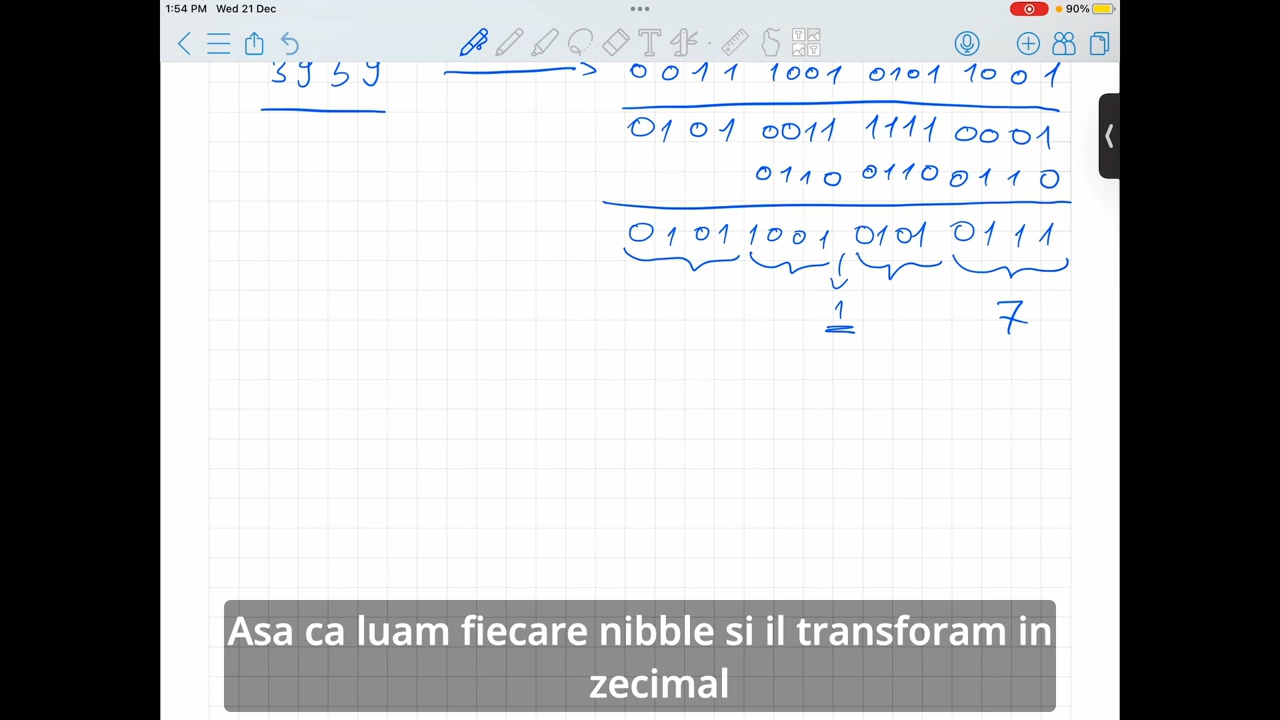 1:54 PM Wed 21 Dec
90%
3959 0011 1001 0101 1001
0101 0011 1111 0001
0110 0110 0110
0101 1001 0101 0111
1 7
Asa ca luam fiecare nibble si il transforam in
zecimal